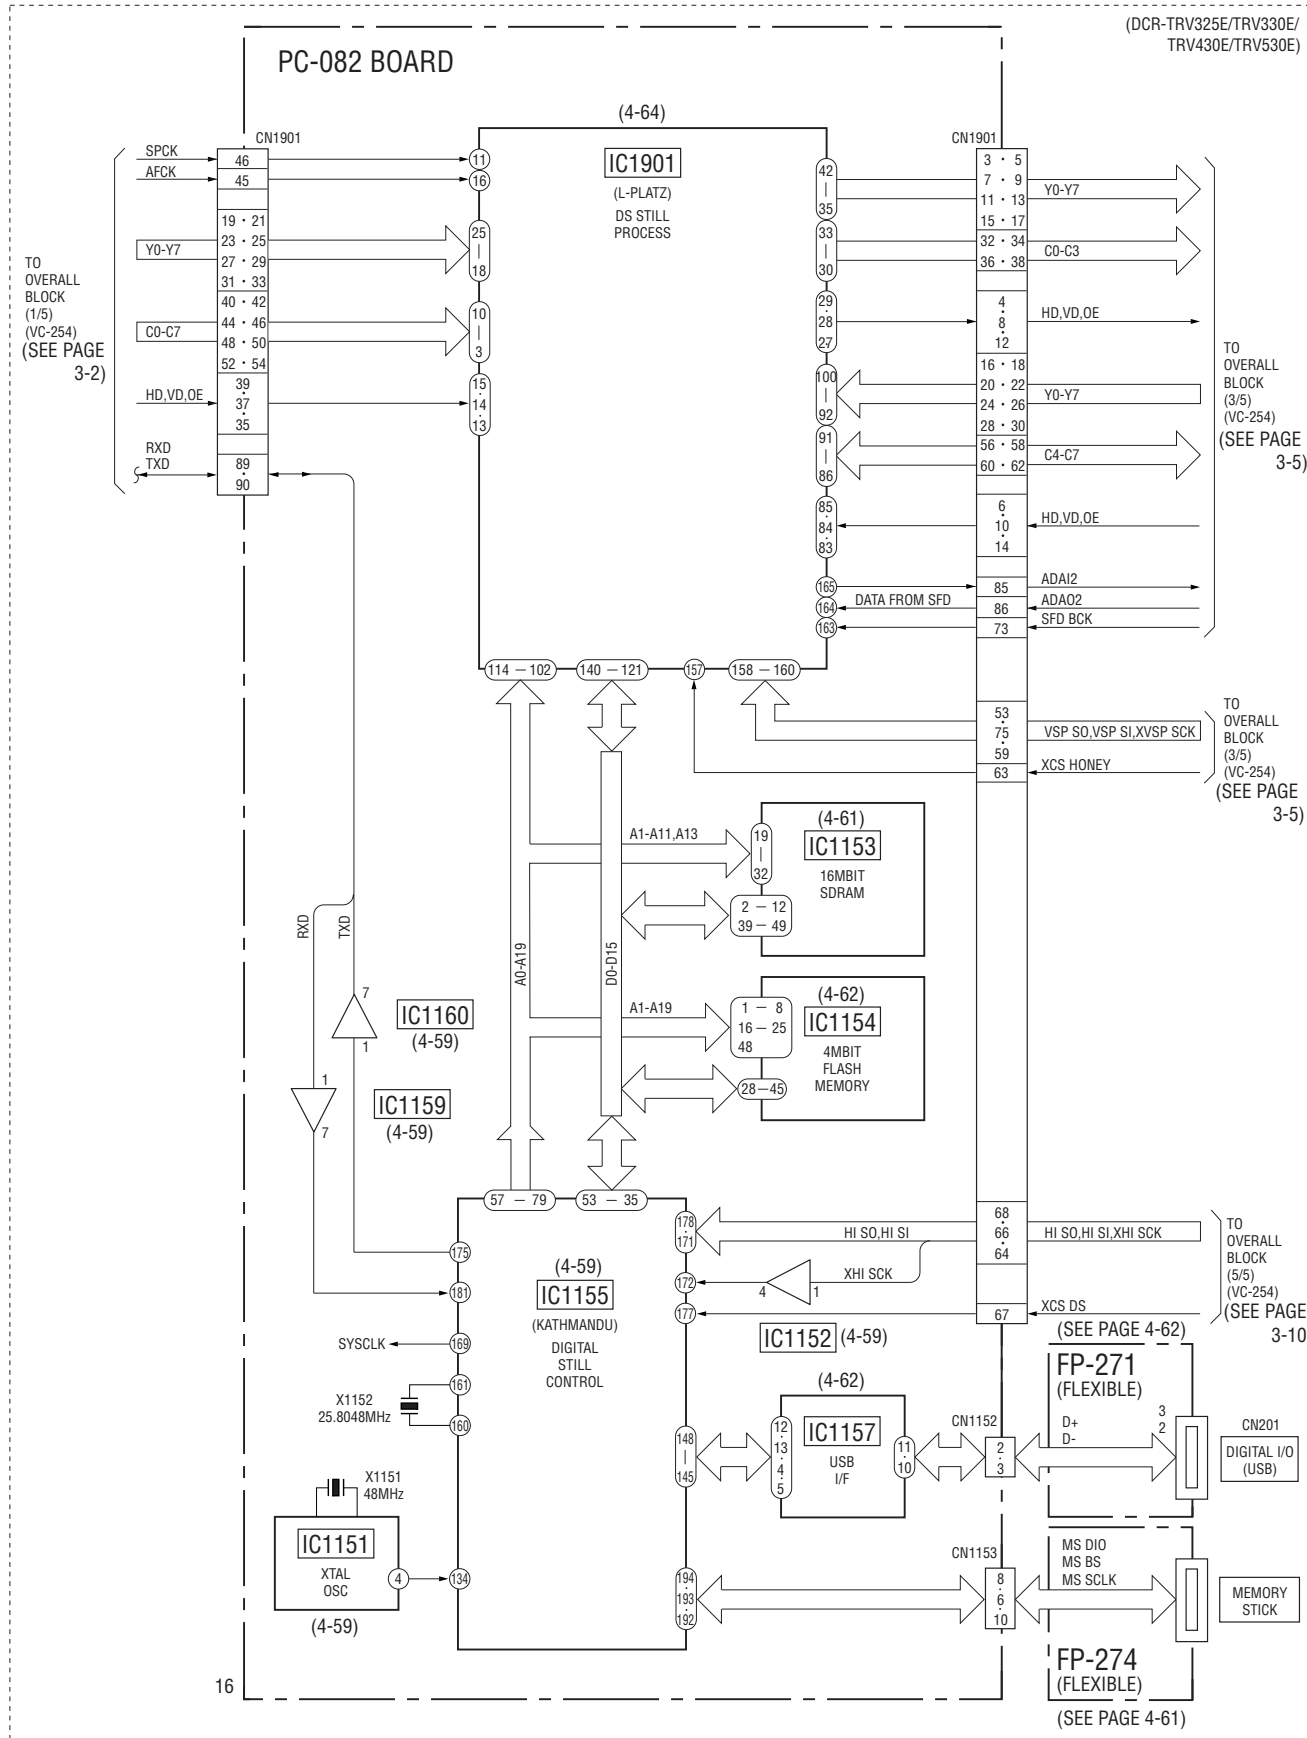 (DCR-TRV325E/TRV330E/
TRV430E/TRV530E)
PC-082 BOARD
(4-64)
CN1901
CN1901
SPCK
46
11
IC1901
42
|
35
3 · 5
AFCK
45
16
(L-PLATZ)
7 · 9
Y0-Y7
DS STILL
PROCESS
11 · 13
15 · 17
19 · 21
23 · 25
27 · 29
31 · 33
Y0-Y7
25
|
18
33
|
30
32 · 34
36 · 38
C0-C3
TO
OVERALL
BLOCK
(1/5)
(VC-254)
(SEE PAGE
3-2)
40 · 42
44 · 46
48 · 50
52 · 54
C0-C7
10
|
3
29
·
28
·
27
4
·
8
·
12
HD,VD,OE
HD,VD,OE
39
·
37
·
35
15
·
14
·
13
100
|
92
16 · 18
20 · 22
24 · 26
28 · 30
Y0-Y7
TO
OVERALL
BLOCK
(3/5)
(VC-254)
(SEE PAGE
3-5)
RXD
TXD
89
·
90
91
|
86
56 · 58
60 · 62
C4-C7
85
·
84
·
83
6
·
10
·
14
HD,VD,OE
165
85
ADAI2
164
DATA FROM SFD
86
ADAO2
163
73
SFD BCK
114 — 102
140 — 121
157
158 — 160
53
·
75
·
59
VSP SO,VSP SI,XVSP SCK
63
XCS HONEY
TO
OVERALL
BLOCK
(3/5)
(VC-254)
(SEE PAGE
3-5)
A1-A11,A13
19
|
32
(4-61)
IC1153
16MBIT
SDRAM
2 — 12
39 — 49
RXD
TXD
A0-A19
D0-D15
7
1
IC1160
(4-59)
A1-A19
1 — 8
16 — 25
48
(4-62)
IC1154
4MBIT
FLASH
MEMORY
28—45
1
7
IC1159
(4-59)
57 — 79
53 — 35
175
181
(4-59)
IC1155
(KATHMANDU)
DIGITAL
STILL
CONTROL
178
·
171
HI SO,HI SI
68
·
66
·
64
HI SO,HI SI,XHI SCK
172
4
1
XHI SCK
177
IC1152 (4-59)
67
XCS DS
TO
OVERALL
BLOCK
(5/5)
(VC-254)
(SEE PAGE
3-10
SYSCLK
169
X1152
25.8048MHz
161
160
(SEE PAGE 4-62)
FP-271
(FLEXIBLE)
(4-62)
148
|
145
12
·
13
·
4
·
5
IC1157
USB
I/F
11
·
10
CN1152
2
·
3
D+
D-
3
2
CN201
DIGITAL I/O
(USB)
X1151
48MHz
IC1151
XTAL
OSC
4
134
(4-59)
194
·
193
·
192
CN1153
8
·
6
·
10
MS DIO
MS BS
MS SCLK
MEMORY
STICK
FP-274
(FLEXIBLE)
16
(SEE PAGE 4-61)